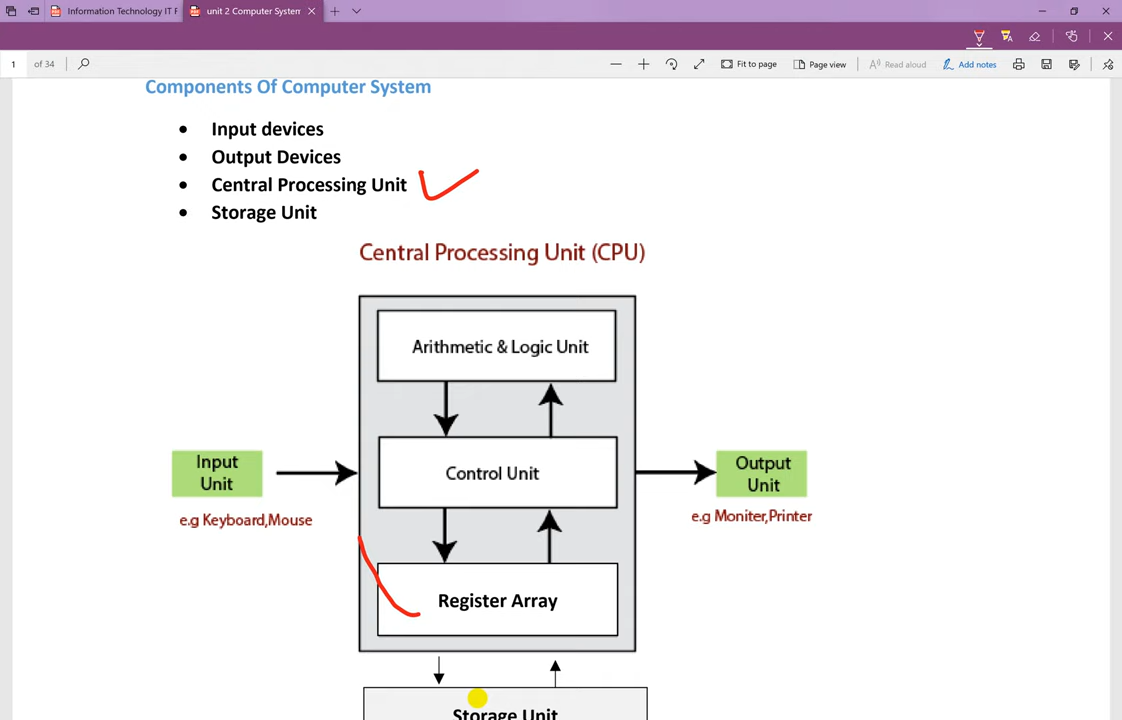 Information Technology IT F
unit 2 Computer System
1 of 34
Fit to page
Page view
Read aloud
Add notes
Components Of Computer System
• Input devices
• Output Devices
• Central Processing Unit
• Storage Unit
Central Processing Unit (CPU)
Arithmetic & Logic Unit
Control Unit
Input
Unit
e.g Keyboard,Mouse
Output
Unit
e.g Moniter,Printer
Register Array
Storage Unit